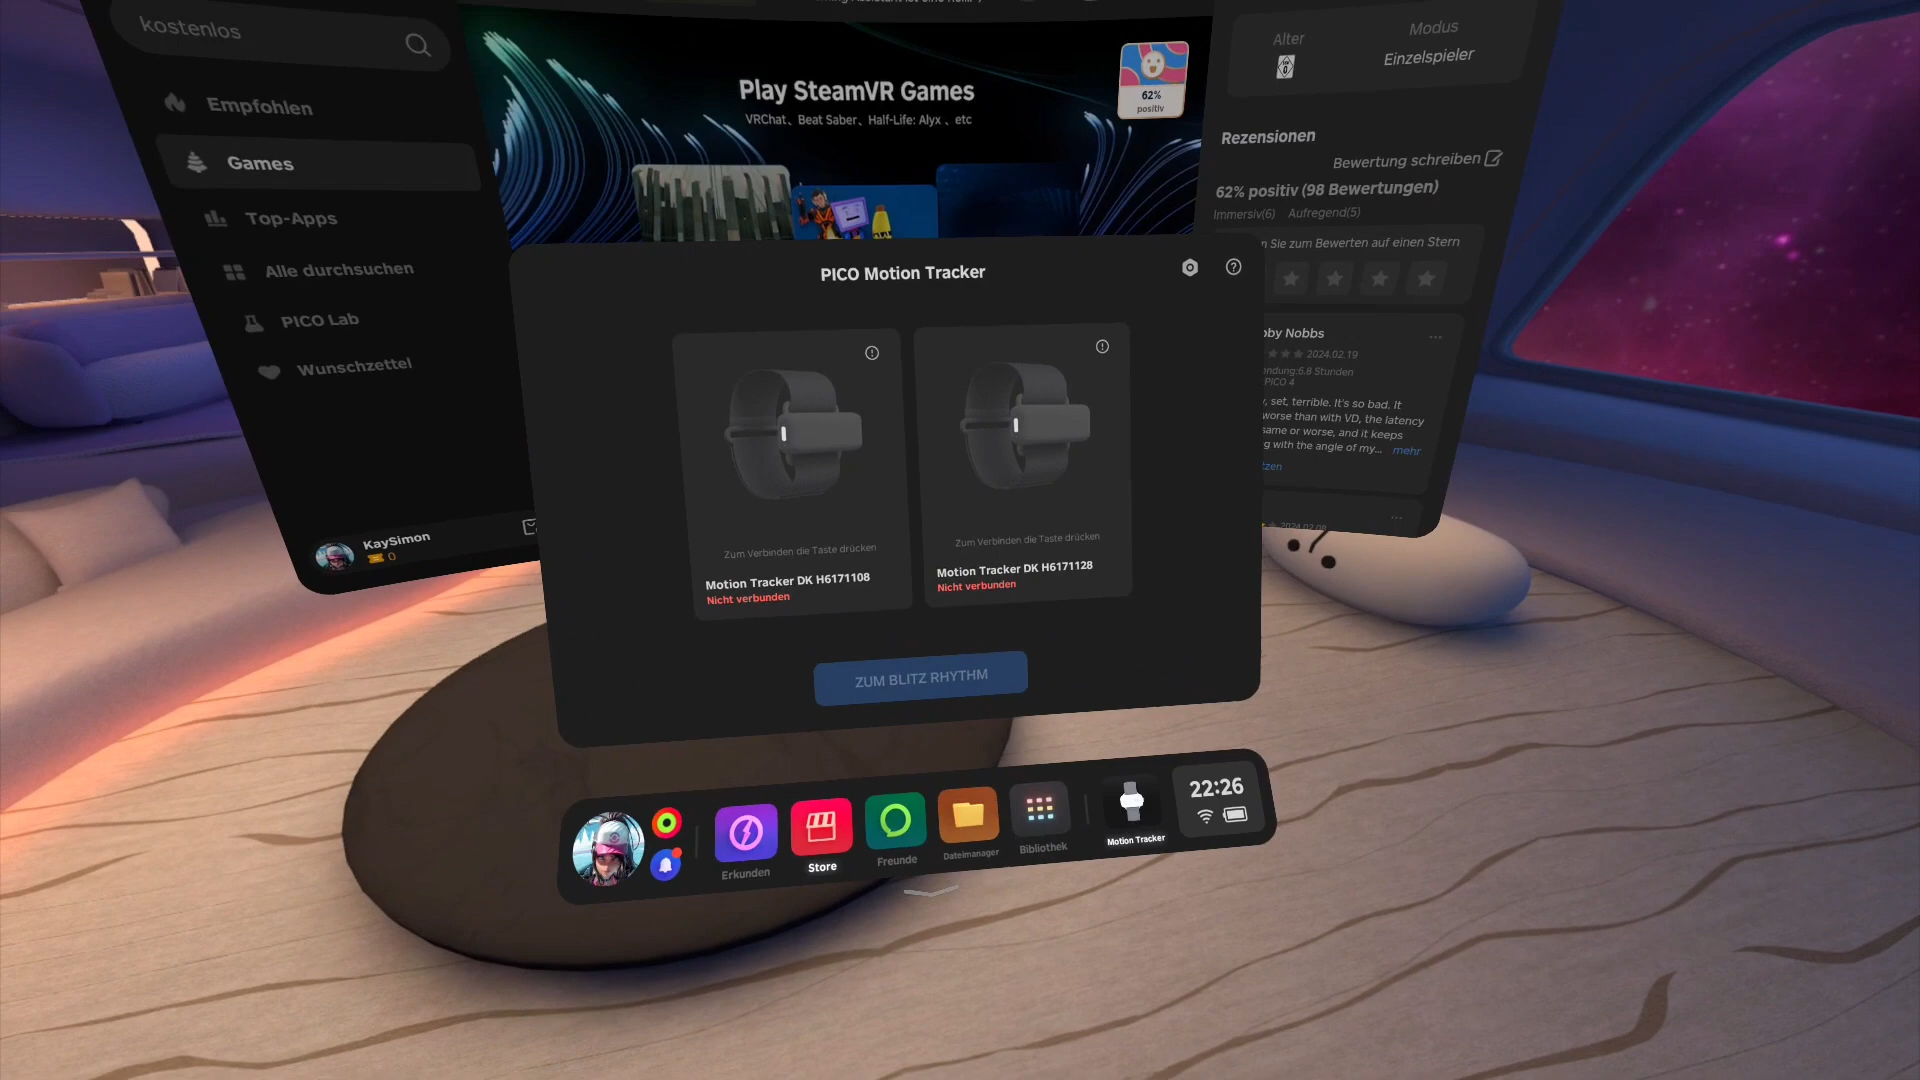 kostenlos
Empfohlen
Games
Top-Apps
Alle durchsuchen
PICO Lab
Wunschzettel
KaySimon
0
Play SteamVR Games
VRChat、Beat Saber、Half-Life: Alyx 、etc
62%
positiv
Alter
0
Modus
Einzelspieler
Rezensionen
Bewertung schreiben
62% positiv (98 Bewertungen)
Immersiv(6) Aufregend(5)
Sie zum Bewerten auf einen Stern
Nobbs
2024.02.19
6.8 Stunden
PICO 4
set, terrible. It's so bad. It
worse than with VD, the latency
same or worse, and it keeps
with the angle of my... mehr
PICO Motion Tracker
Zum Verbinden die Taste drücken
Motion Tracker DK H6171108
Nicht verbunden
Zum Verbinden die Taste drücken
Motion Tracker DK H6171128
Nicht verbunden
ZUM BLITZ RHYTHM
Erkunden
Store
Freunde
Dateimanager
Bibliothek
Motion Tracker
22:26